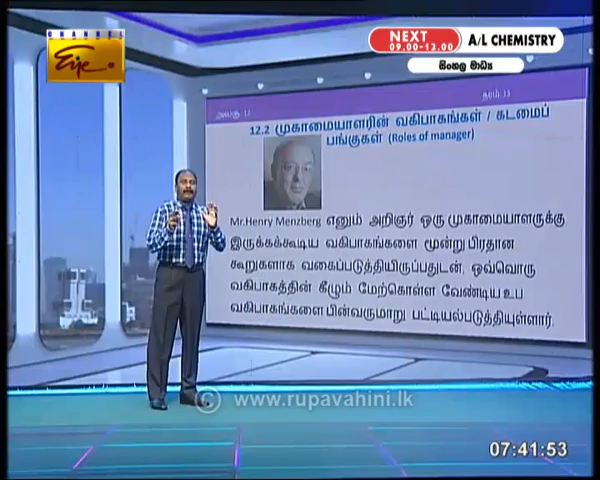 CHANNEL
Eye
NEXT
09.00-12.00
A/L CHEMISTRY
සිංහල මාධ්‍ය
அலகு 12
தரம் 13
12.2 முகாமையாளரின் வகிபாகங்கள் / கடமைப்
பங்குகள் (Roles of manager)
Mr.Henry Menzberg எனும் அறிஞர் ஒரு முகாமையாளருக்கு
இருக்கக்கூடிய வகிபாகங்களை மூன்று பிரதான
கூறுகளாக வகைப்படுத்தியிருப்பதுடன், ஒவ்வொரு
வகிபாகத்தின் கீழும் மேற்கொள்ள வேண்டிய உப
வகிபாகங்களை பின்வருமாறு பட்டியல்படுத்தியுள்ளார்.
© www.rupavahini.lk
07:41:53